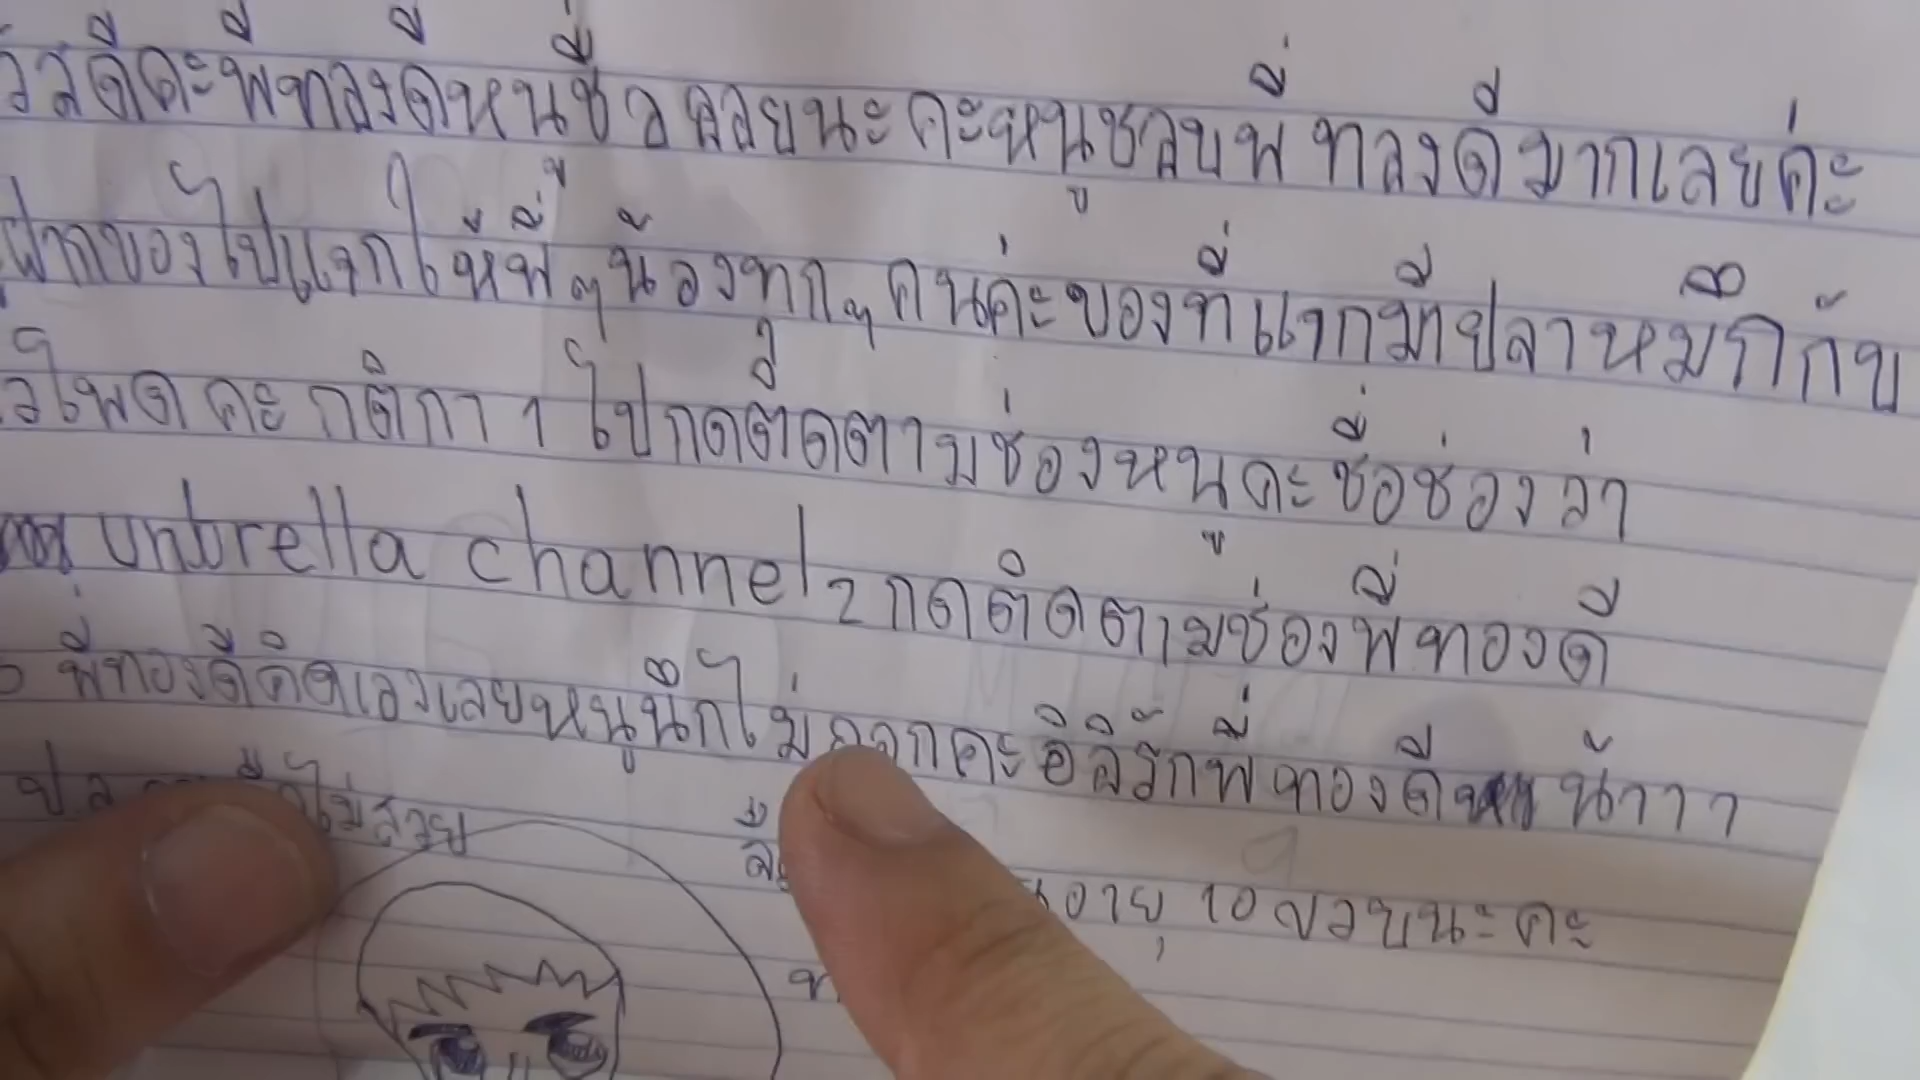 วัสดีคะพี่ทองดีหนูชื่อออยนะคะหนูชอบพี่ทองดีมากเลยค่ะ
ฝากของไปแจกให้พี่ๆน้องทุกๆคนค่ะของที่แจกมีปลาหมึกกับ
โพด คะ กติกา 1 ไปกดตีดตามช่องหนูคะชื่อช่องว่า
Unbrella channel 2 กดติดตามช่องพี่ทองดี
พี่ทองดีคิดเองเลยหนูนึกไม่ออกคะอิอิรักพี่ทองดี น้าาา
ไม่สวย
อายุ 10 ขวบนะคะ